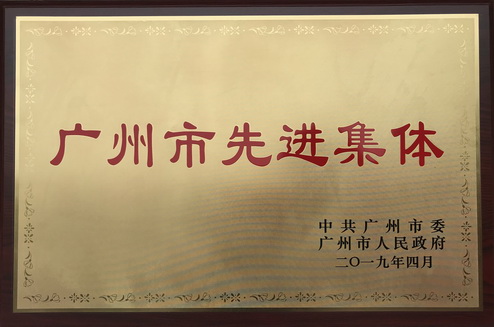 广州市先进集体
中共广州市委
广州市人民政府
二〇一九年四月